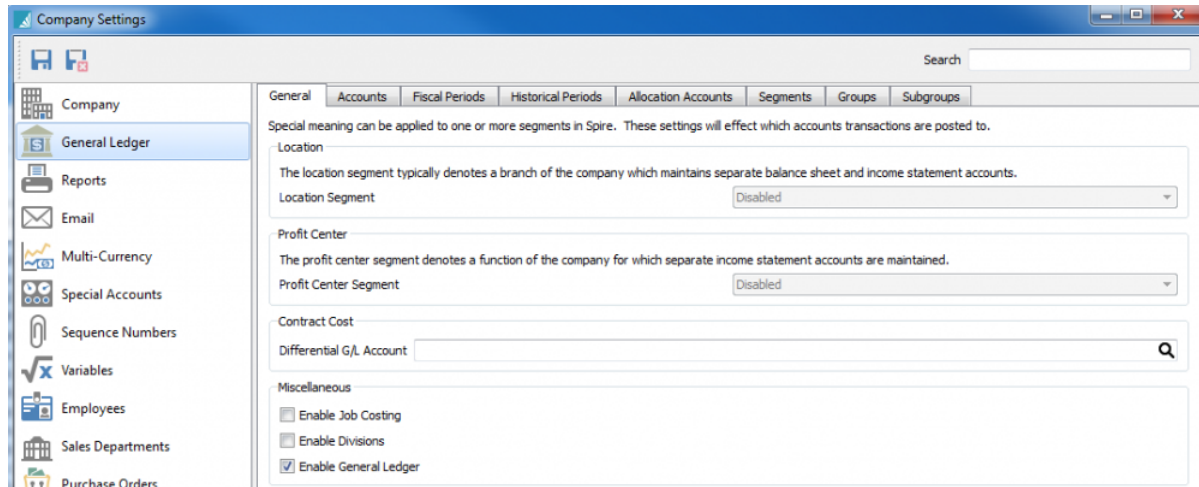 Company Settings
Search
Company
General Ledger
Reports
Email
Multi-Currency
Special Accounts
Sequence Numbers
Variables
Employees
Sales Departments
Purchase Orders
General Accounts Fiscal Periods Historical Periods Allocation Accounts Segments Groups Subgroups
Special meaning can be applied to one or more segments in Spire. These settings will effect which accounts transactions are posted to.
Location
The location segment typically denotes a branch of the company which maintains separate balance sheet and income statement accounts.
Location Segment Disabled
Profit Center
The profit center segment denotes a function of the company for which separate income statement accounts are maintained.
Profit Center Segment Disabled
Contract Cost
Differential G/L Account
Miscellaneous
Enable Job Costing
Enable Divisions
Enable General Ledger